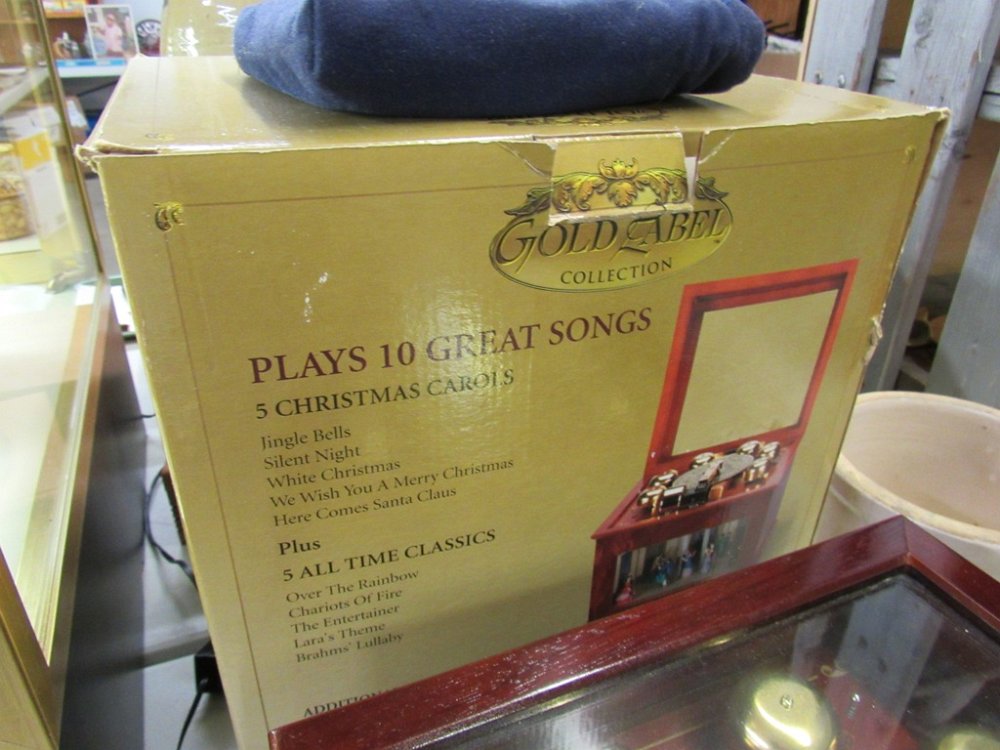 GOLD LABEL
COLLECTION
PLAYS 10 GREAT SONGS
5 CHRISTMAS CAROLS
Jingle Bells
Silent Night
White Christmas
We Wish You A Merry Christmas
Here Comes Santa Claus
Plus
5 ALL TIME CLASSICS
Over The Rainbow
Chariots Of Fire
The Entertainer
Lara's Theme
Brahms' Lullaby